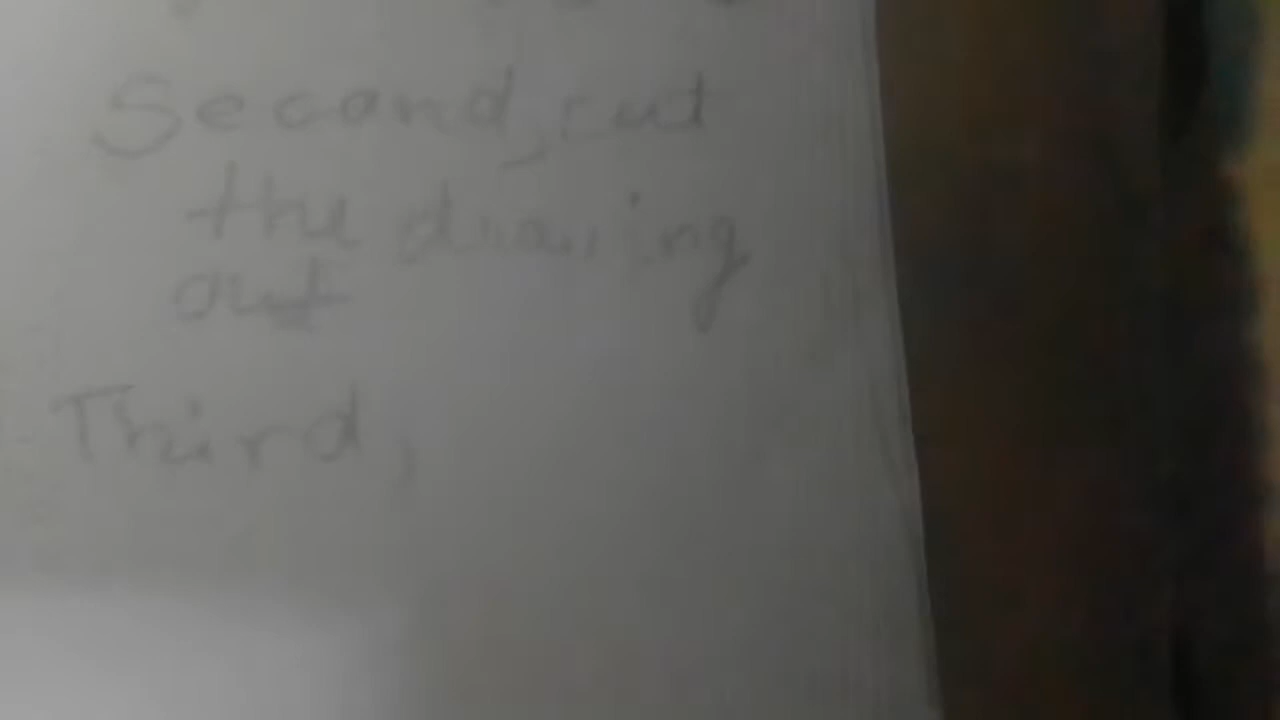 Second, cut
the drawing
out
Third,